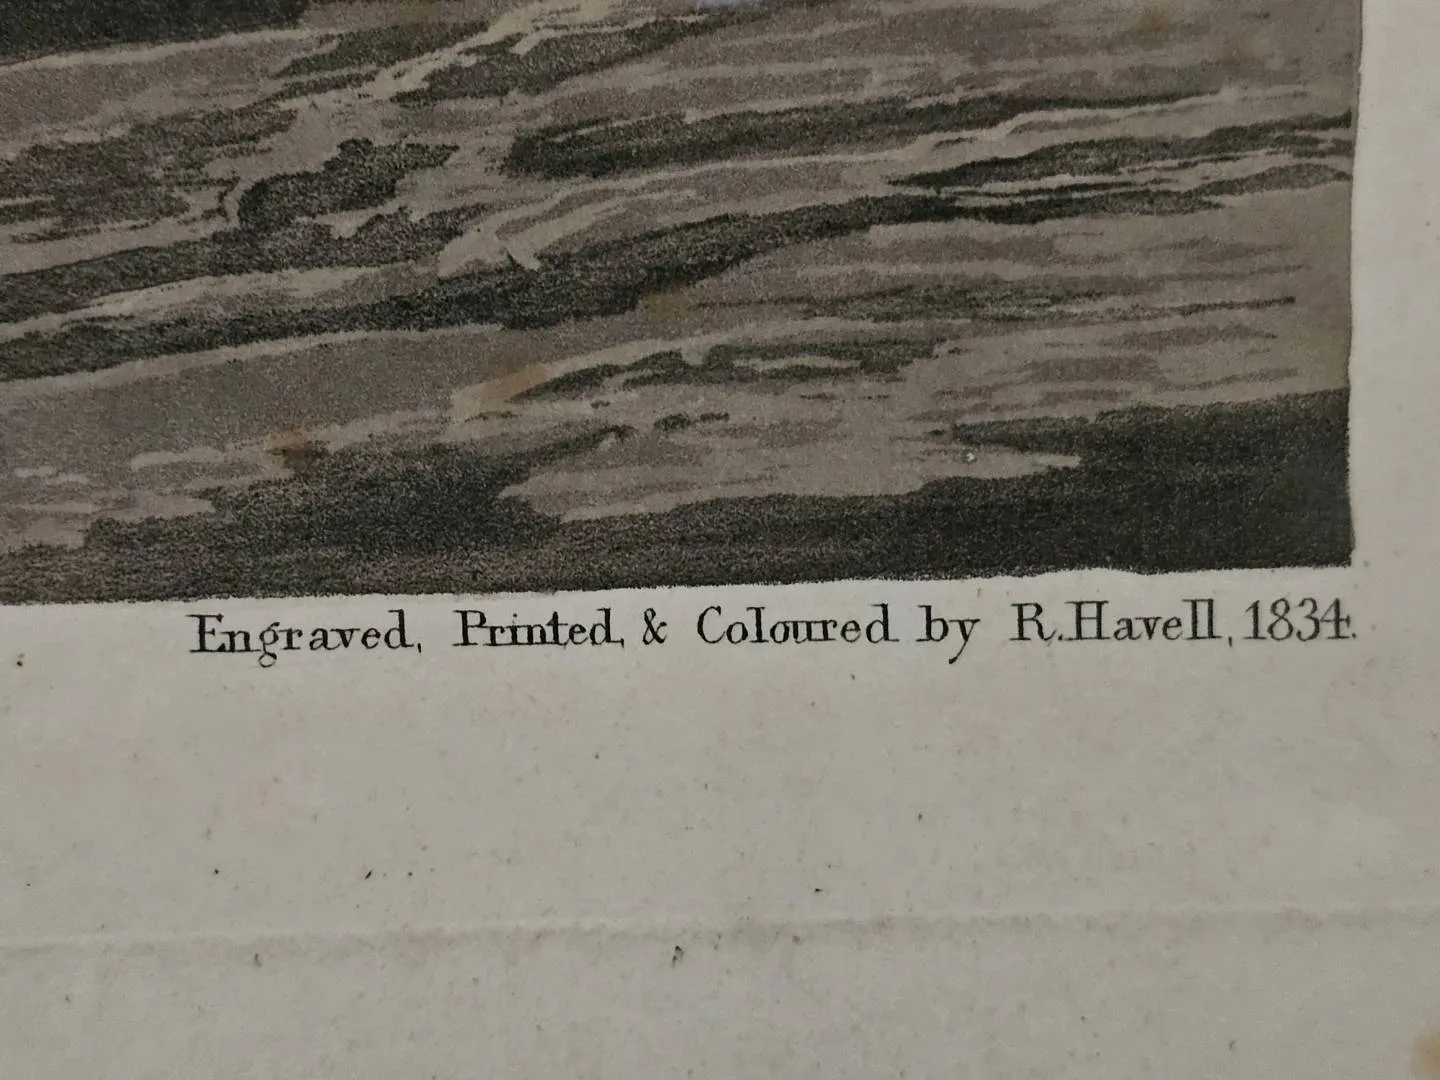 Engraved, Printed, & Coloured by R. Havell, 1834.